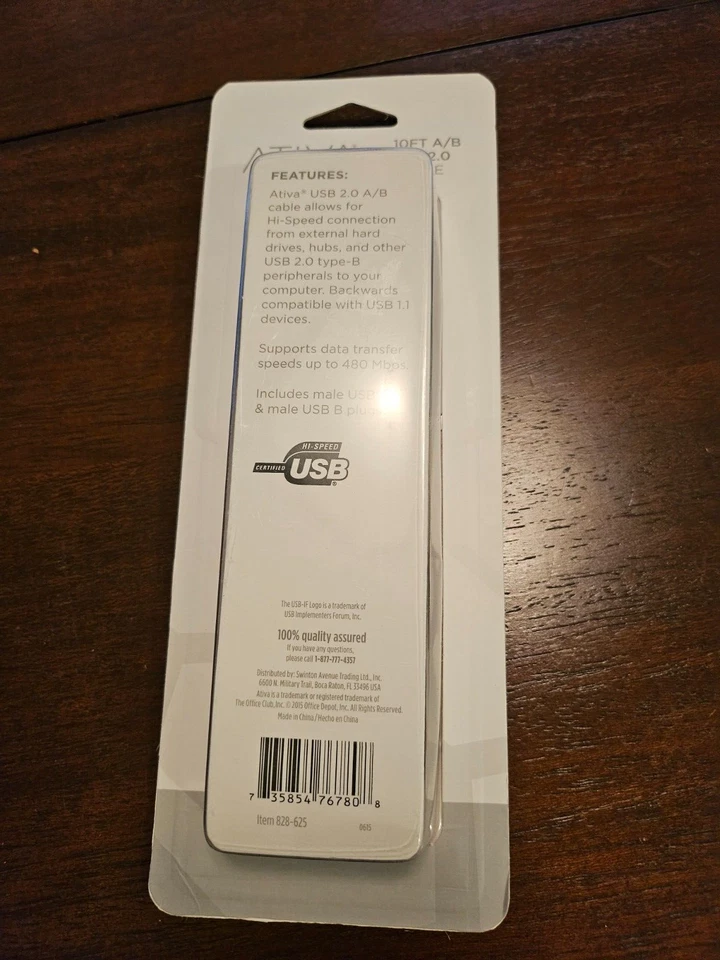 ATIVA
10FT A/B
2.0
E
FEATURES:
Ativa® USB 2.0 A/B
cable allows for
Hi-Speed connection
from external hard
drives, hubs, and other
USB 2.0 type-B
peripherals to your
computer. Backwards
compatible with USB 1.1
devices.
Supports data transfer
speeds up to 480 Mbps.
Includes male USB
& male USB B plug
HI-SPEED
CERTIFIED USB®
The USB-IF Logo is a trademark of
USB Implementers Forum, Inc.
100% quality assured
If you have any questions,
please call 1-877-777-4357
Distributed by: Swinton Avenue Trading Ltd., Inc.
6600 N. Military Trail, Boca Raton, FL 33496 USA
Ativa is a trademark or registered trademark of
The Office Club, Inc. © 2015 Office Depot, Inc. All Rights Reserved.
Made in China/Hecho en China
7 35854 76780 8
Item 828-625
0615